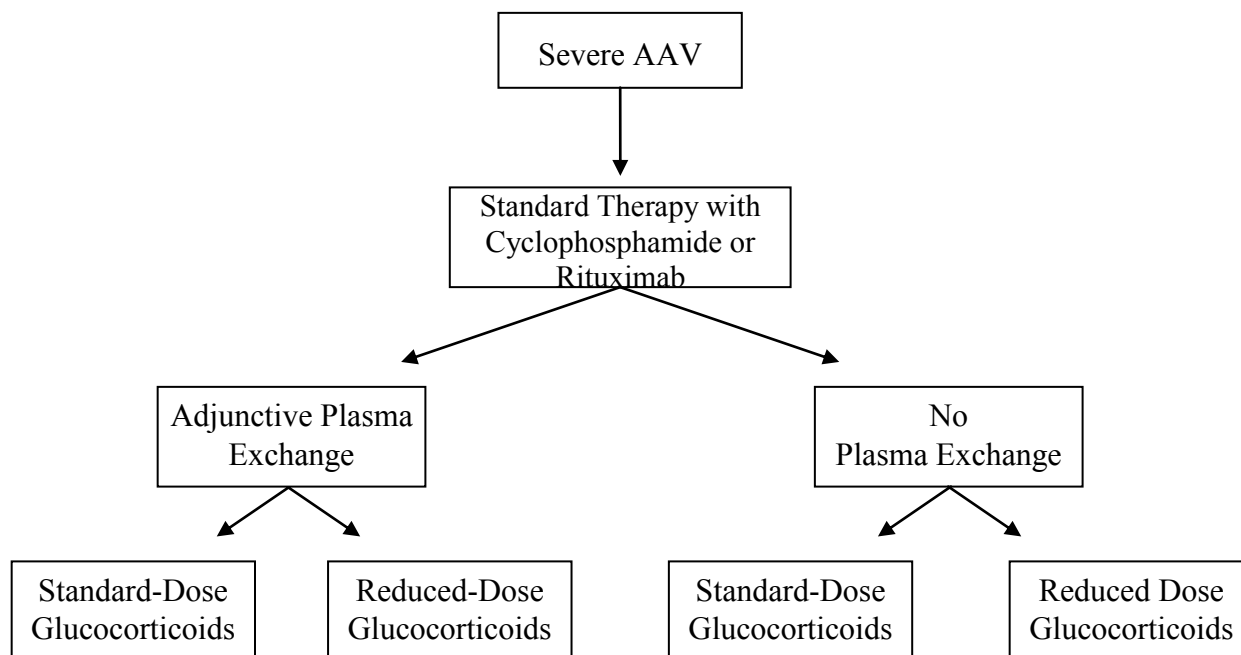 Severe AAV
Standard Therapy with
Cyclophosphamide or
Rituximab
Adjunctive Plasma
Exchange
No
Plasma Exchange
Standard-Dose
Glucocorticoids
Reduced-Dose
Glucocorticoids
Standard-Dose
Glucocorticoids
Reduced Dose
Glucocorticoids